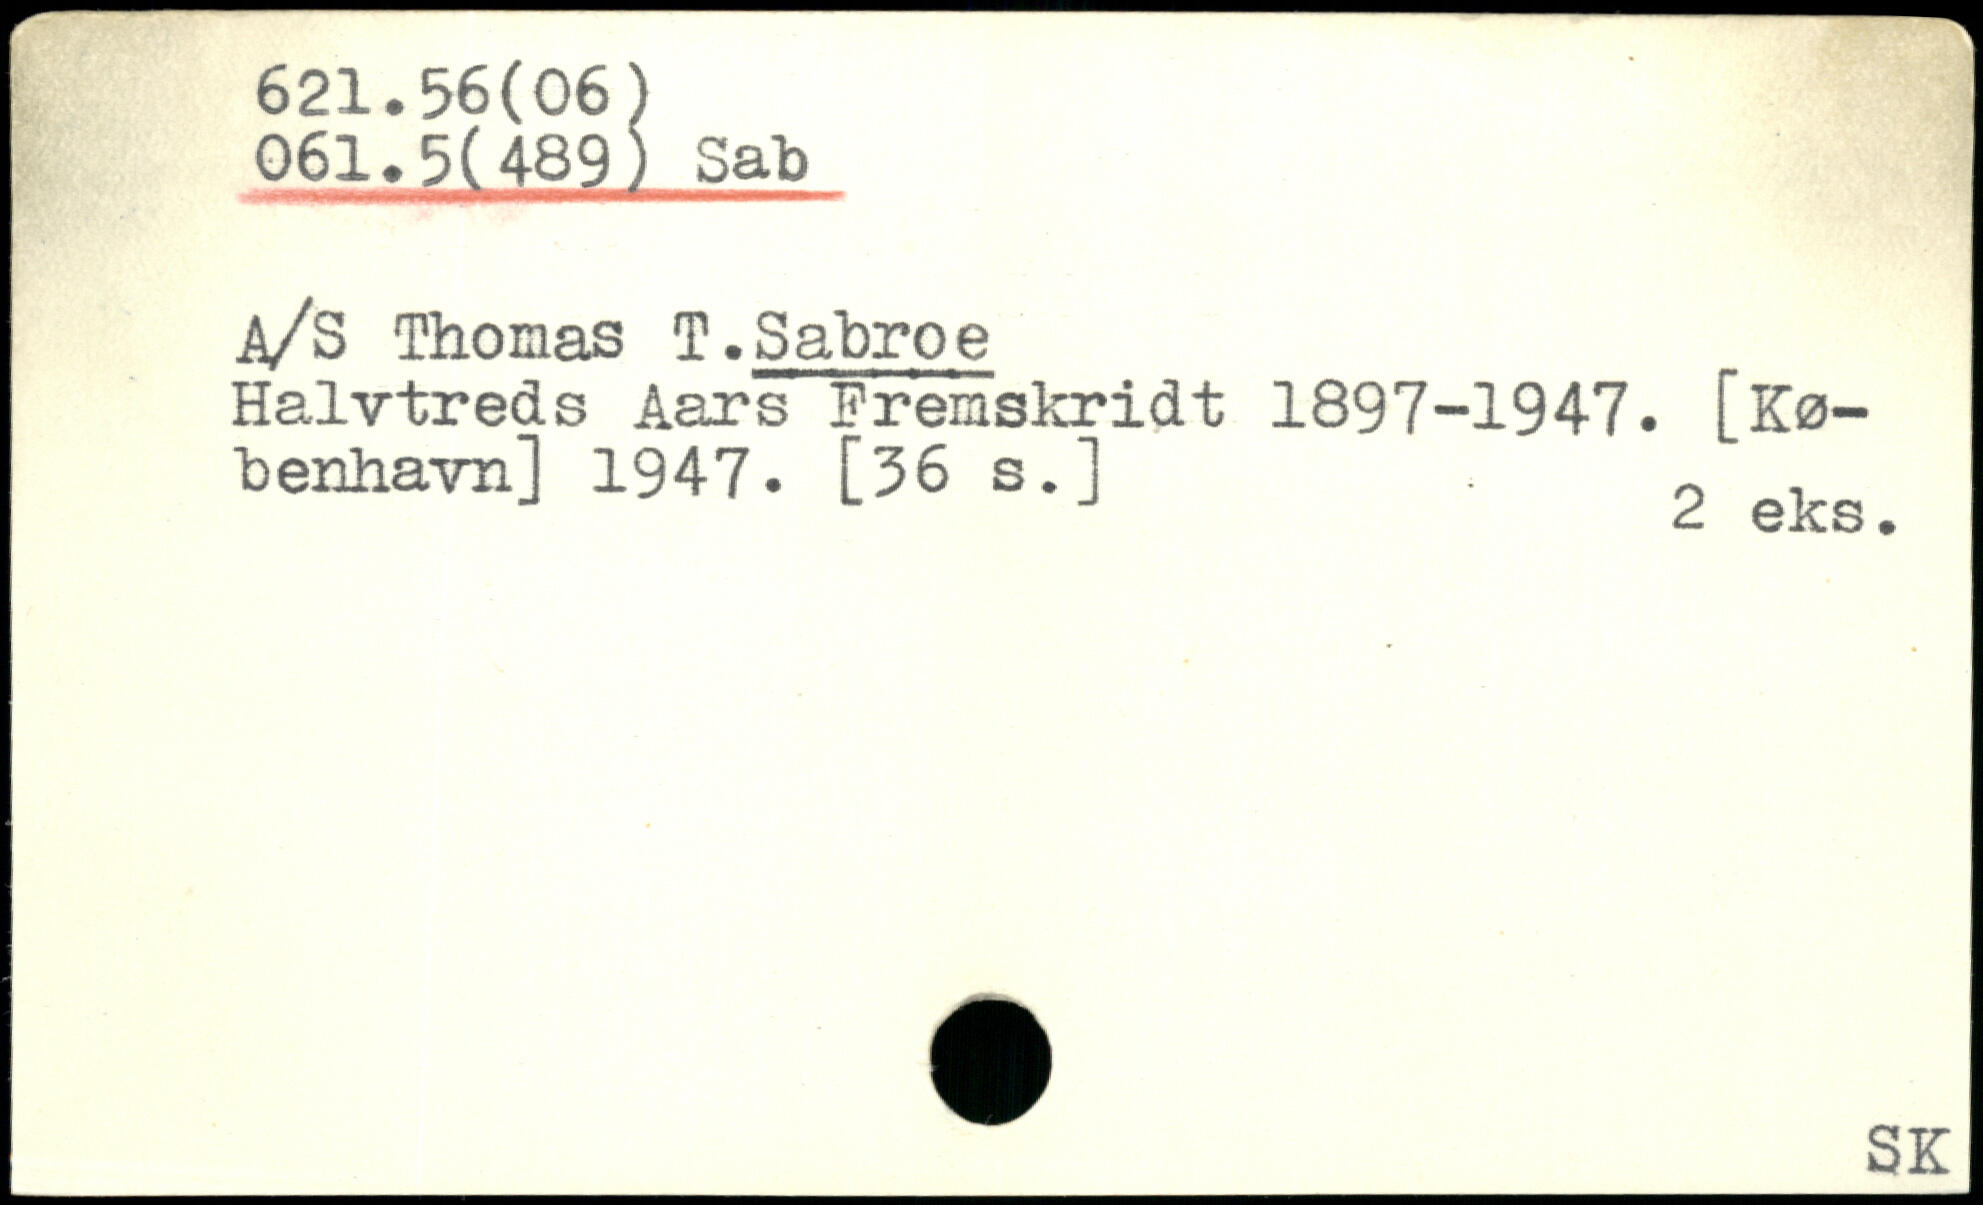 621.56(06)
061.5(489) Sab
A/S Thomas T.Sabroe
Halvtreds Aars Fremskridt 1897-1947. [Kø-
benhavn] 1947. [36 s.]
2 eks.
SK